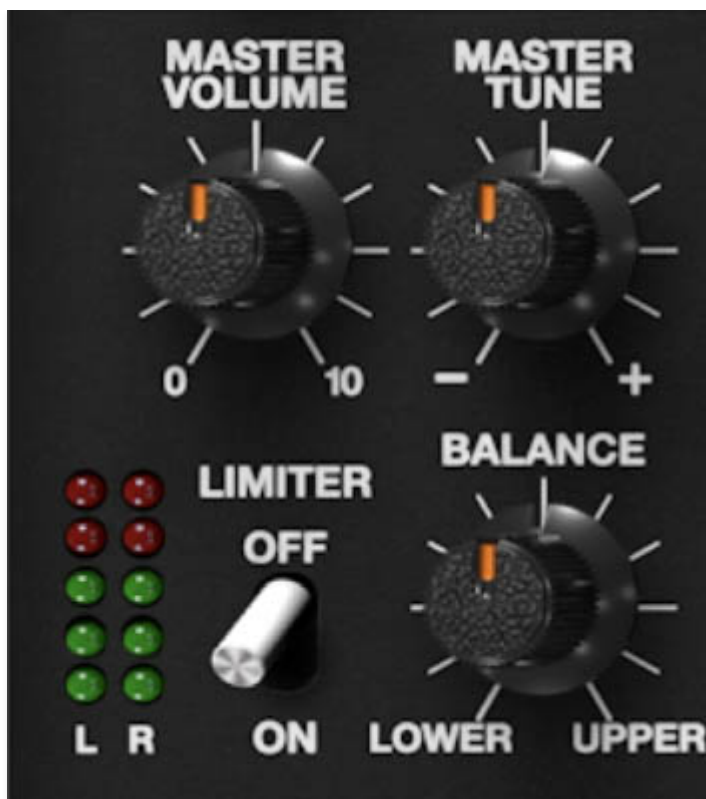 MASTER
VOLUME
MASTER
TUNE
0
10
−
+
LIMITER
OFF
ON
L R
BALANCE
LOWER
UPPER